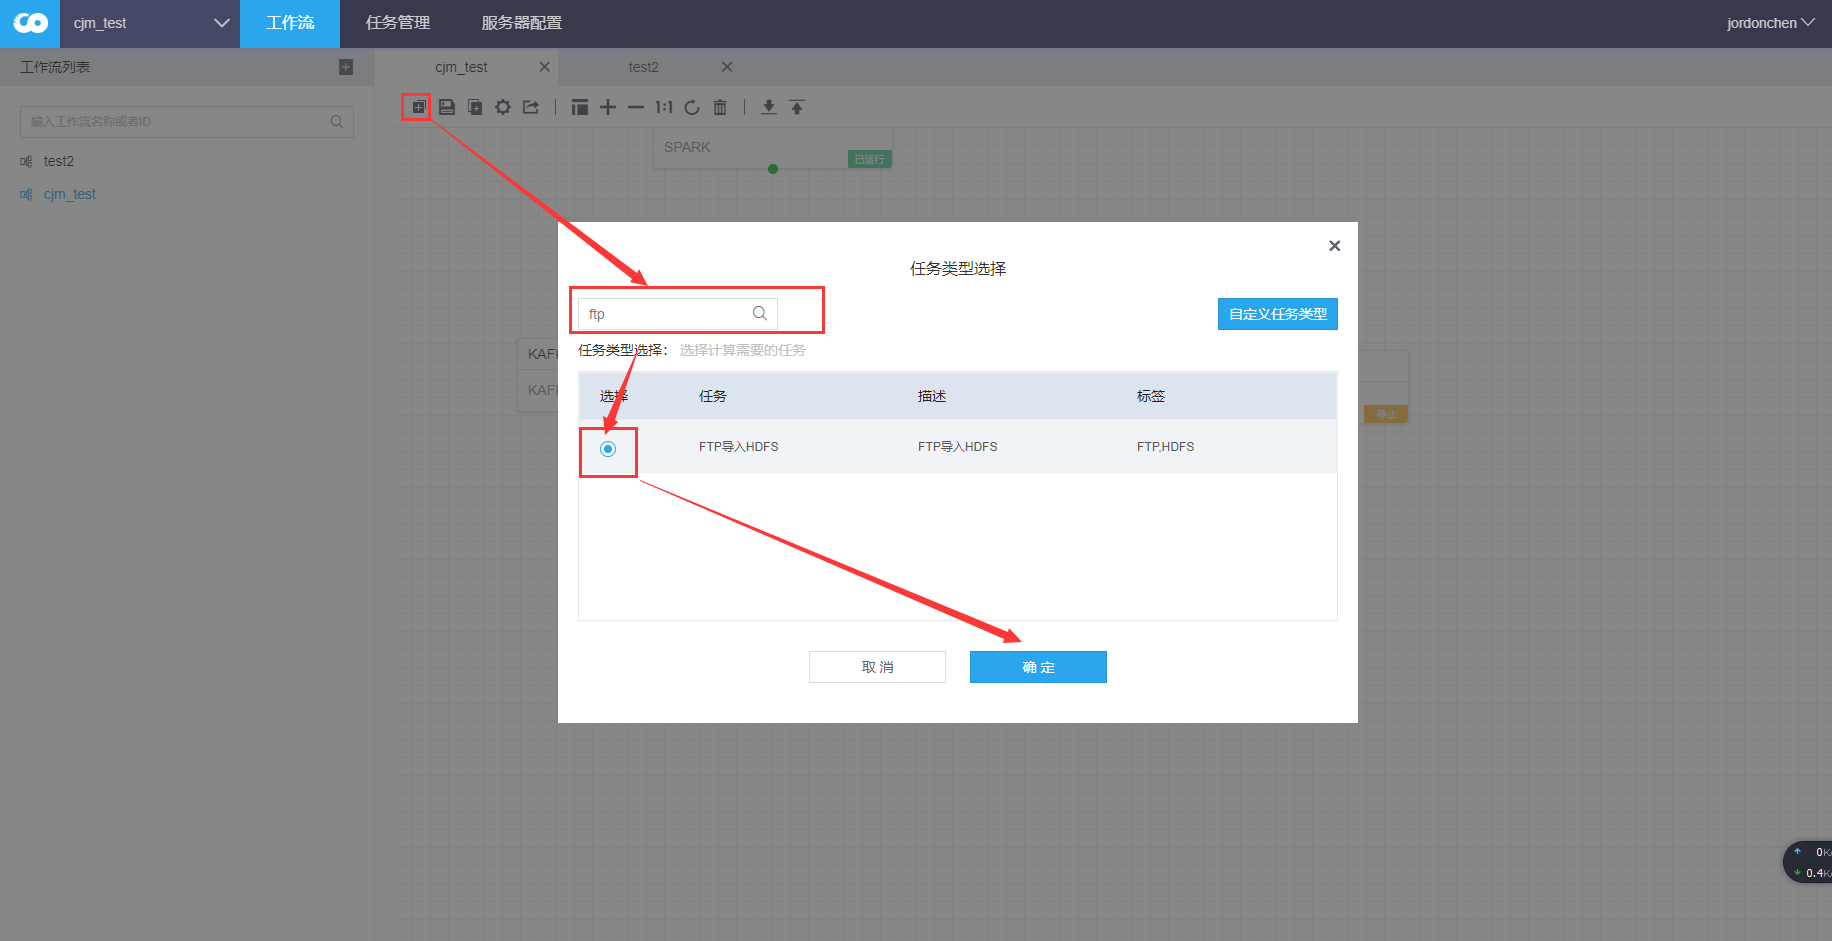 cjm_test
工作流
任务管理
服务器配置
jordonchen
工作流列表
cjm_test
test2
输入工作流名称或者ID
1:1
test2
cjm_test
SPARK
已运行
任务类型选择
ftp
自定义任务类型
任务类型选择： 选择计算需要的任务
KAF
KAF
选择 任务 描述 标签
FTP导入HDFS FTP导入HDFS FTP,HDFS
停止
取 消
确 定
0K
0.4K